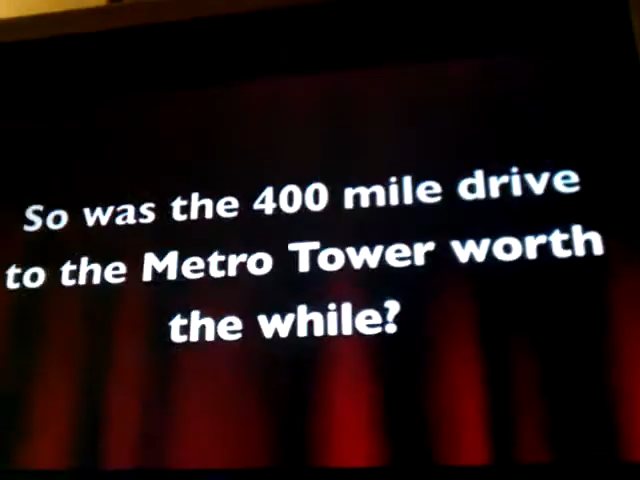 So was the 400 mile drive
to the Metro Tower worth
the while?